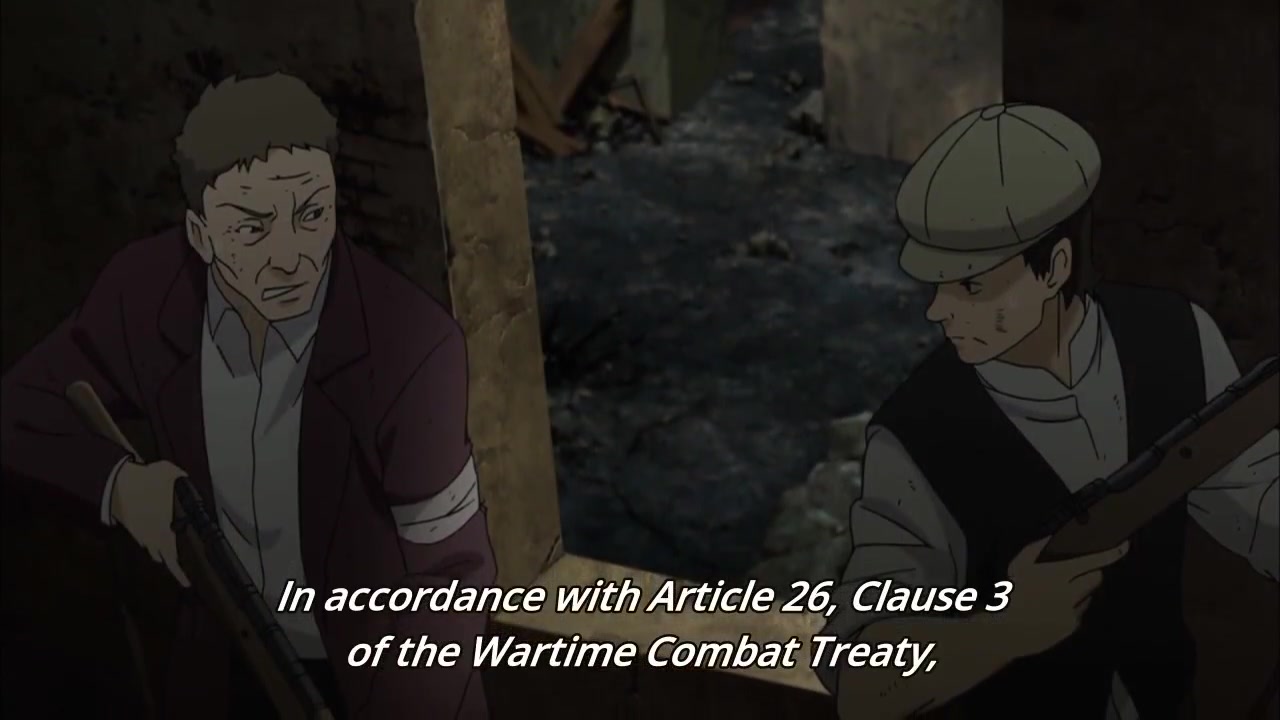 In accordance with Article 26, Clause 3
of the Wartime Combat Treaty,